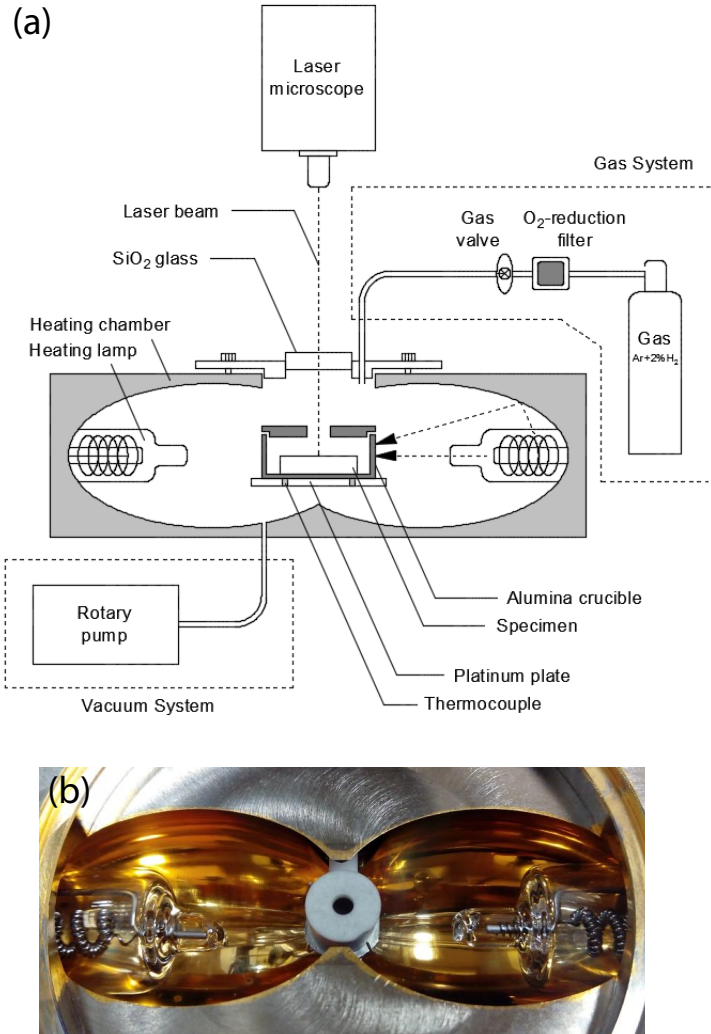 (a)
Laser
microscope
Gas System
Laser beam
Gas
valve
O₂-reduction
filter
SiO₂ glass
Heating chamber
Heating lamp
Gas
Ar+2%H₂
Alumina crucible
Rotary
pump
Specimen
Platinum plate
Vacuum System
Thermocouple
(b)